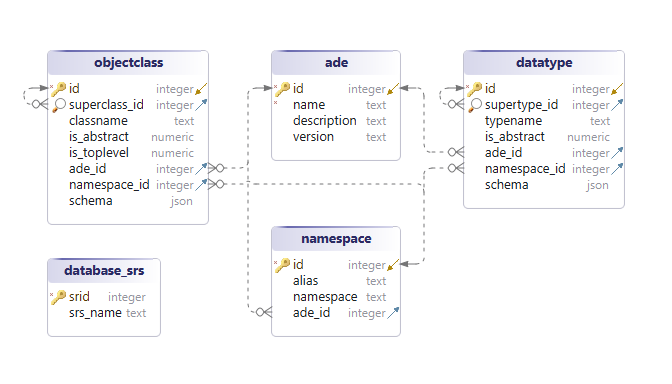 objectclass
id integer
superclass_id integer
classname text
is_abstract numeric
is_toplevel numeric
ade_id integer
namespace_id integer
schema json
ade
id integer
name text
description text
version text
datatype
id integer
supertype_id integer
typename text
is_abstract numeric
ade_id integer
namespace_id integer
schema json
namespace
id integer
alias text
namespace text
ade_id integer
database_srs
srid integer
srs_name text